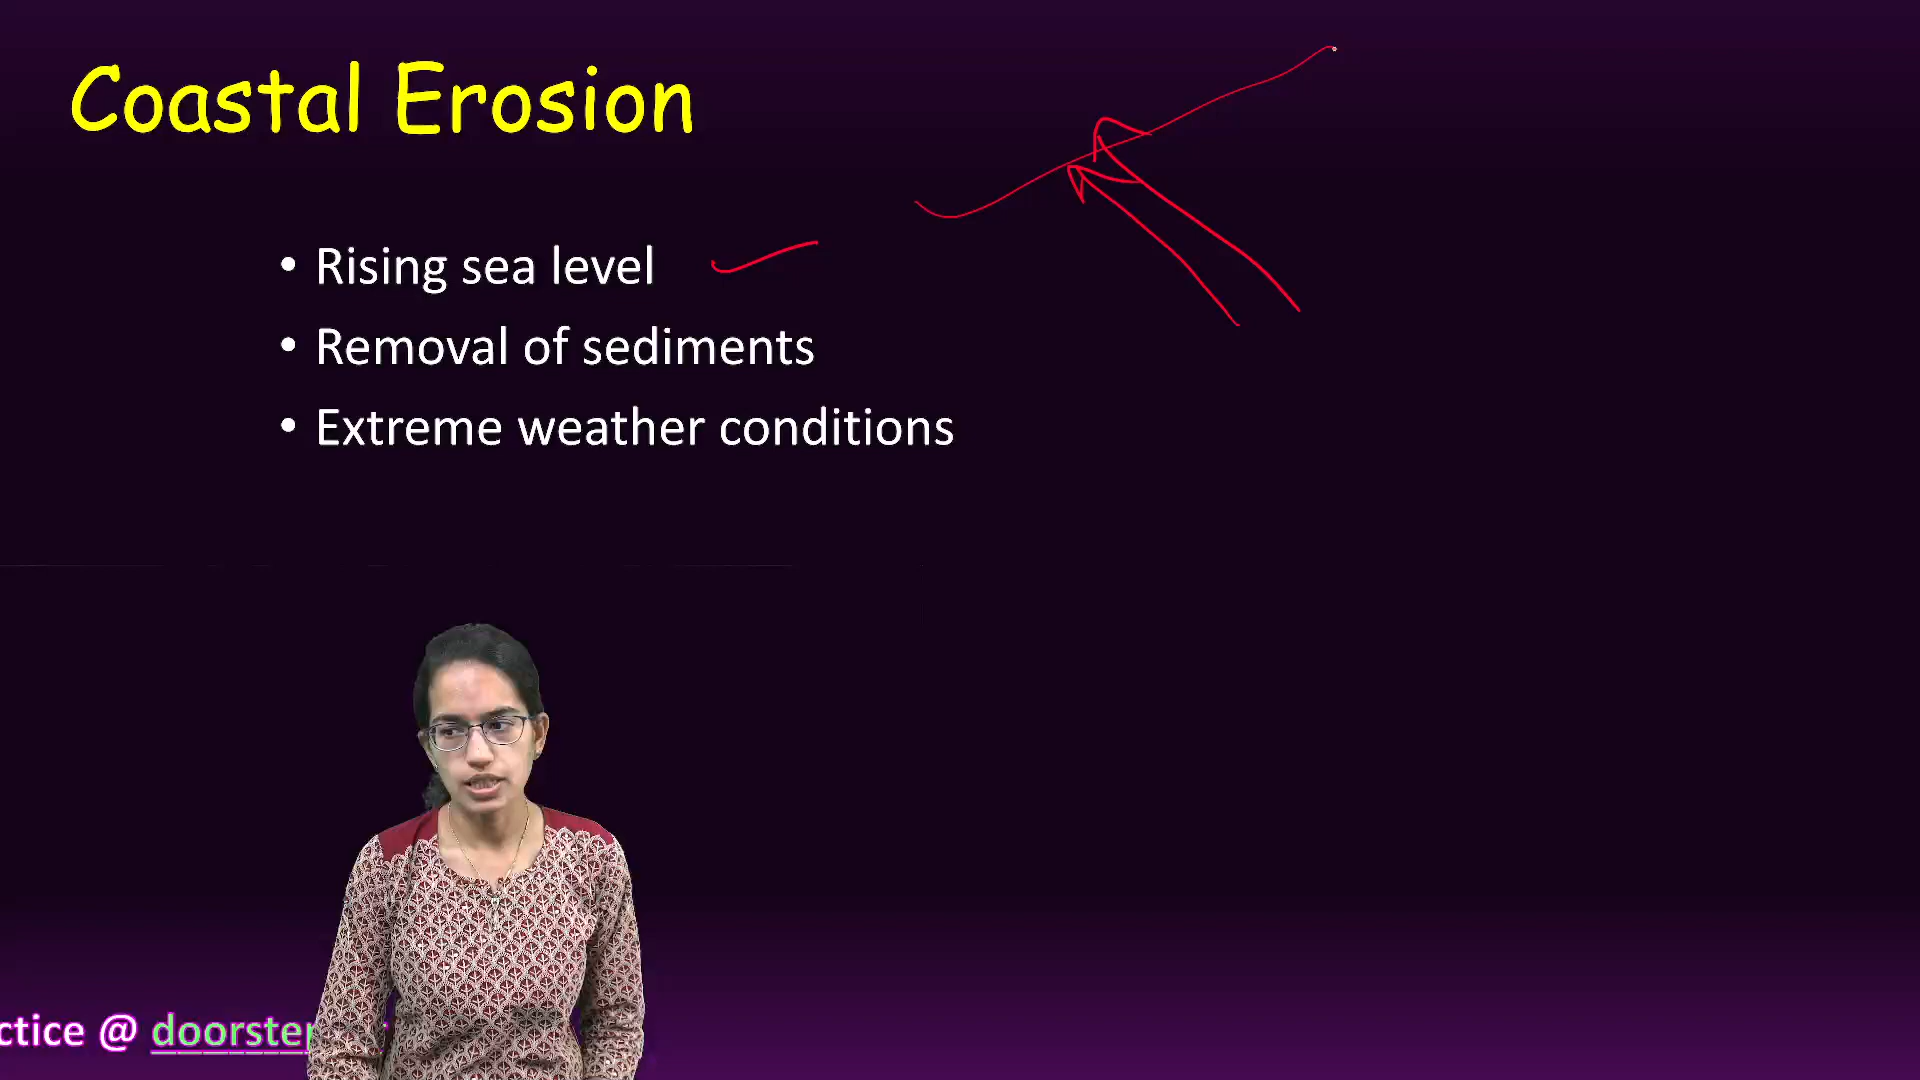 Coastal Erosion
• Rising sea level
• Removal of sediments
• Extreme weather conditions
ctice @ doorste